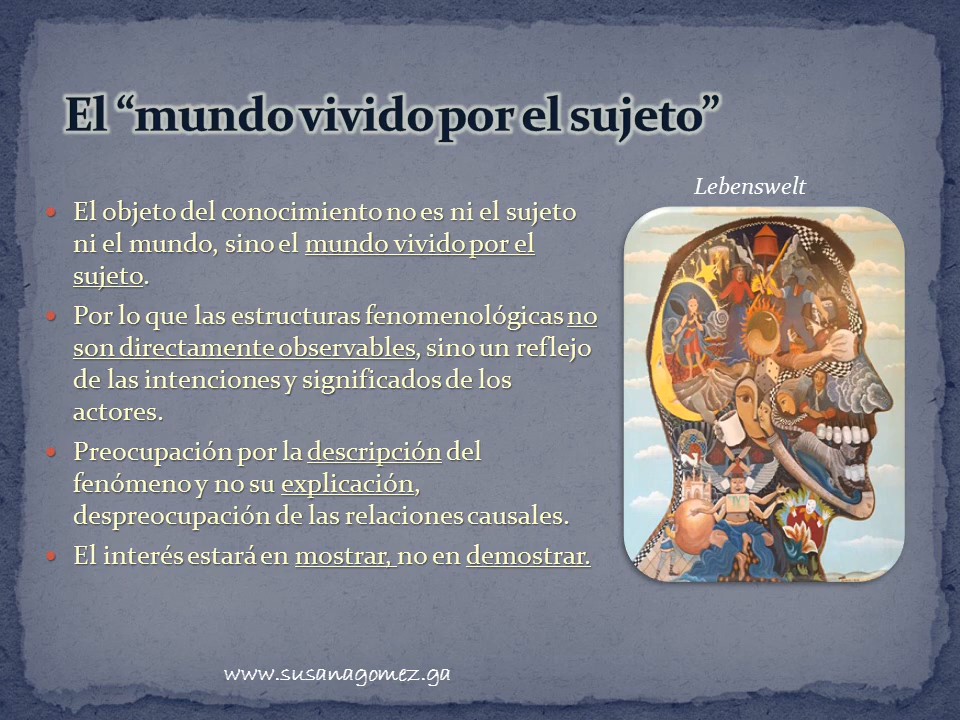 El “mundo vivido por el sujeto”
Lebenswelt
• El objeto del conocimiento no es ni el sujeto
ni el mundo, sino el mundo vivido por el
sujeto.
• Por lo que las estructuras fenomenológicas no
son directamente observables, sino un reflejo
de las intenciones y significados de los
actores.
• Preocupación por la descripción del
fenómeno y no su explicación,
despreocupación de las relaciones causales.
• El interés estará en mostrar, no en demostrar.
www.susanagomez.ga